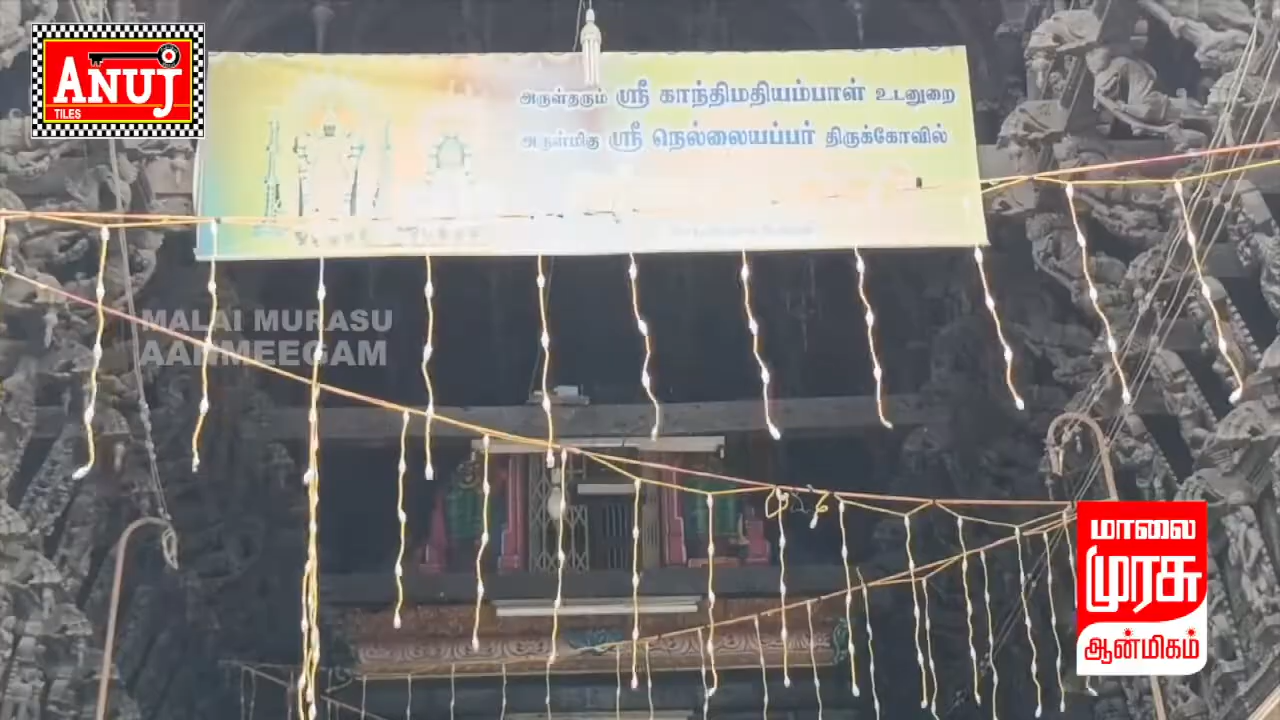 ANUJ
TILES
அருள்தரும் ஸ்ரீ காந்திமதியம்பாள் உடனுறை
அருள்மிகு ஸ்ரீ நெல்லையப்பர் திருக்கோவில்
MALAI MURASU
AANMEEGAM
மாலை
முரசு
ஆன்மிகம்